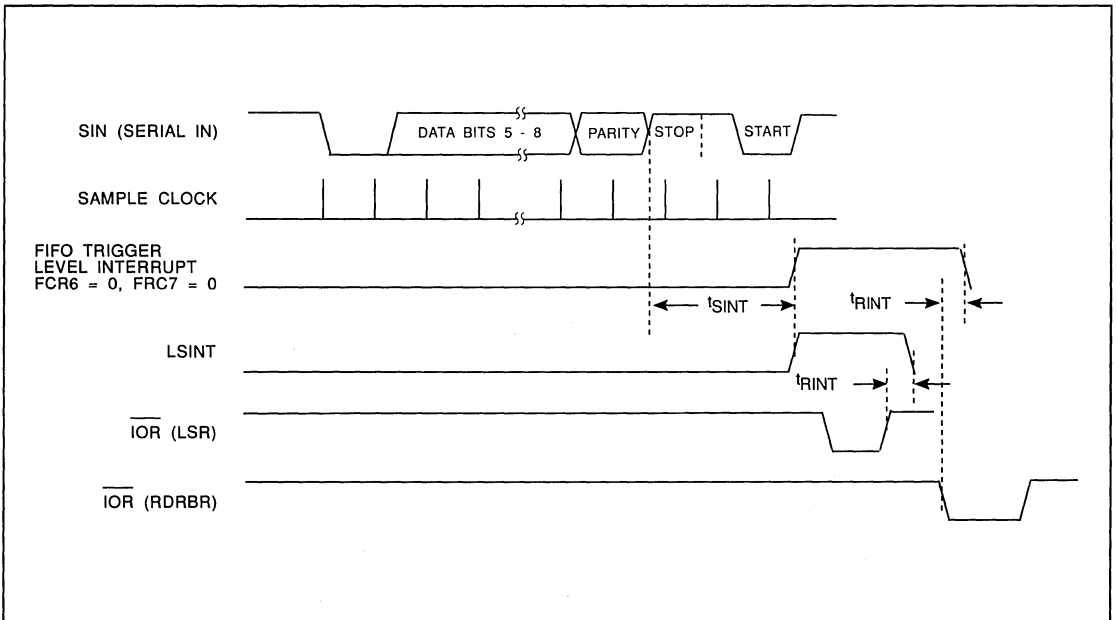 SIN (SERIAL IN)
DATA BITS 5 - 8
PARITY
STOP
START
SAMPLE CLOCK
FIFO TRIGGER
LEVEL INTERRUPT
FCR6 = 0, FRC7 = 0
tSINT
tRINT
LSINT
tRINT
IOR (LSR)
IOR (RDRBR)